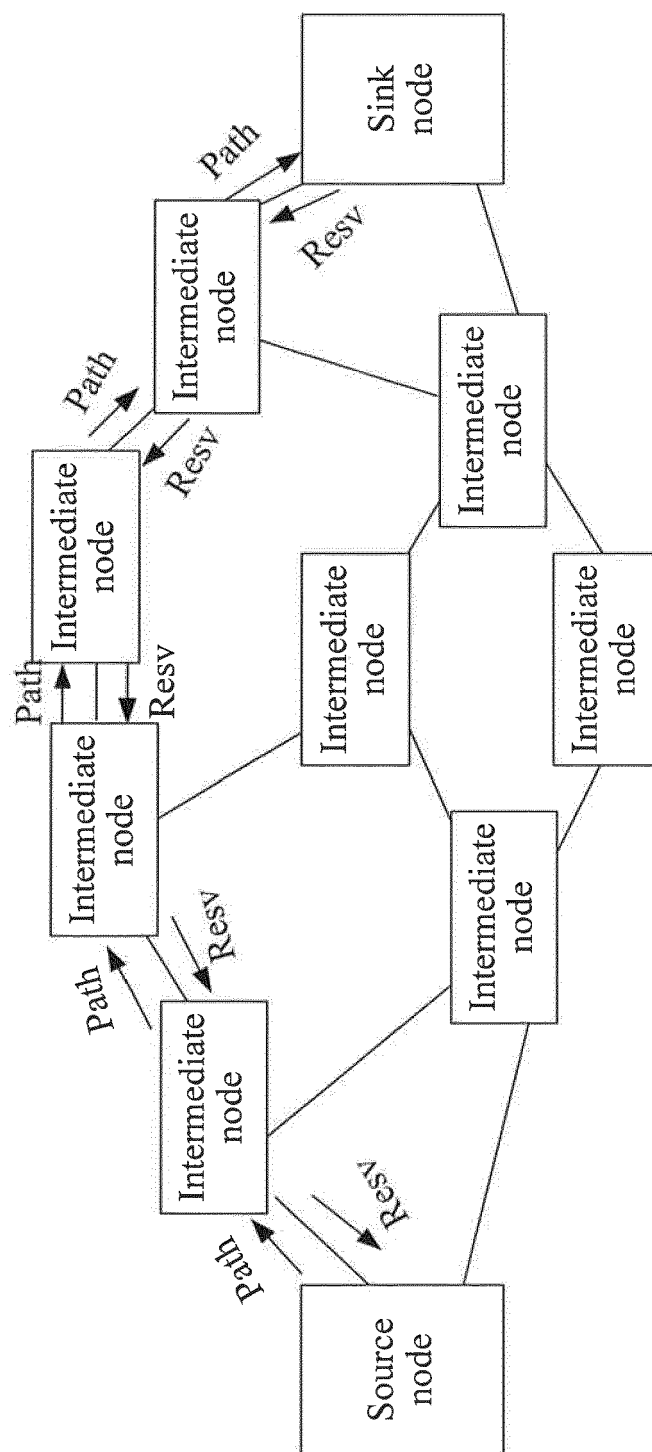 Path
Intermediate
node
Intermediate
node
Path
Path
Resv
Resv
Path
Resv
Intermediate
node
Intermediate
node
Path
Resv
Resv
Source
node
Intermediate
node
Sink
node
Intermediate
node
Intermediate
node
Intermediate
node